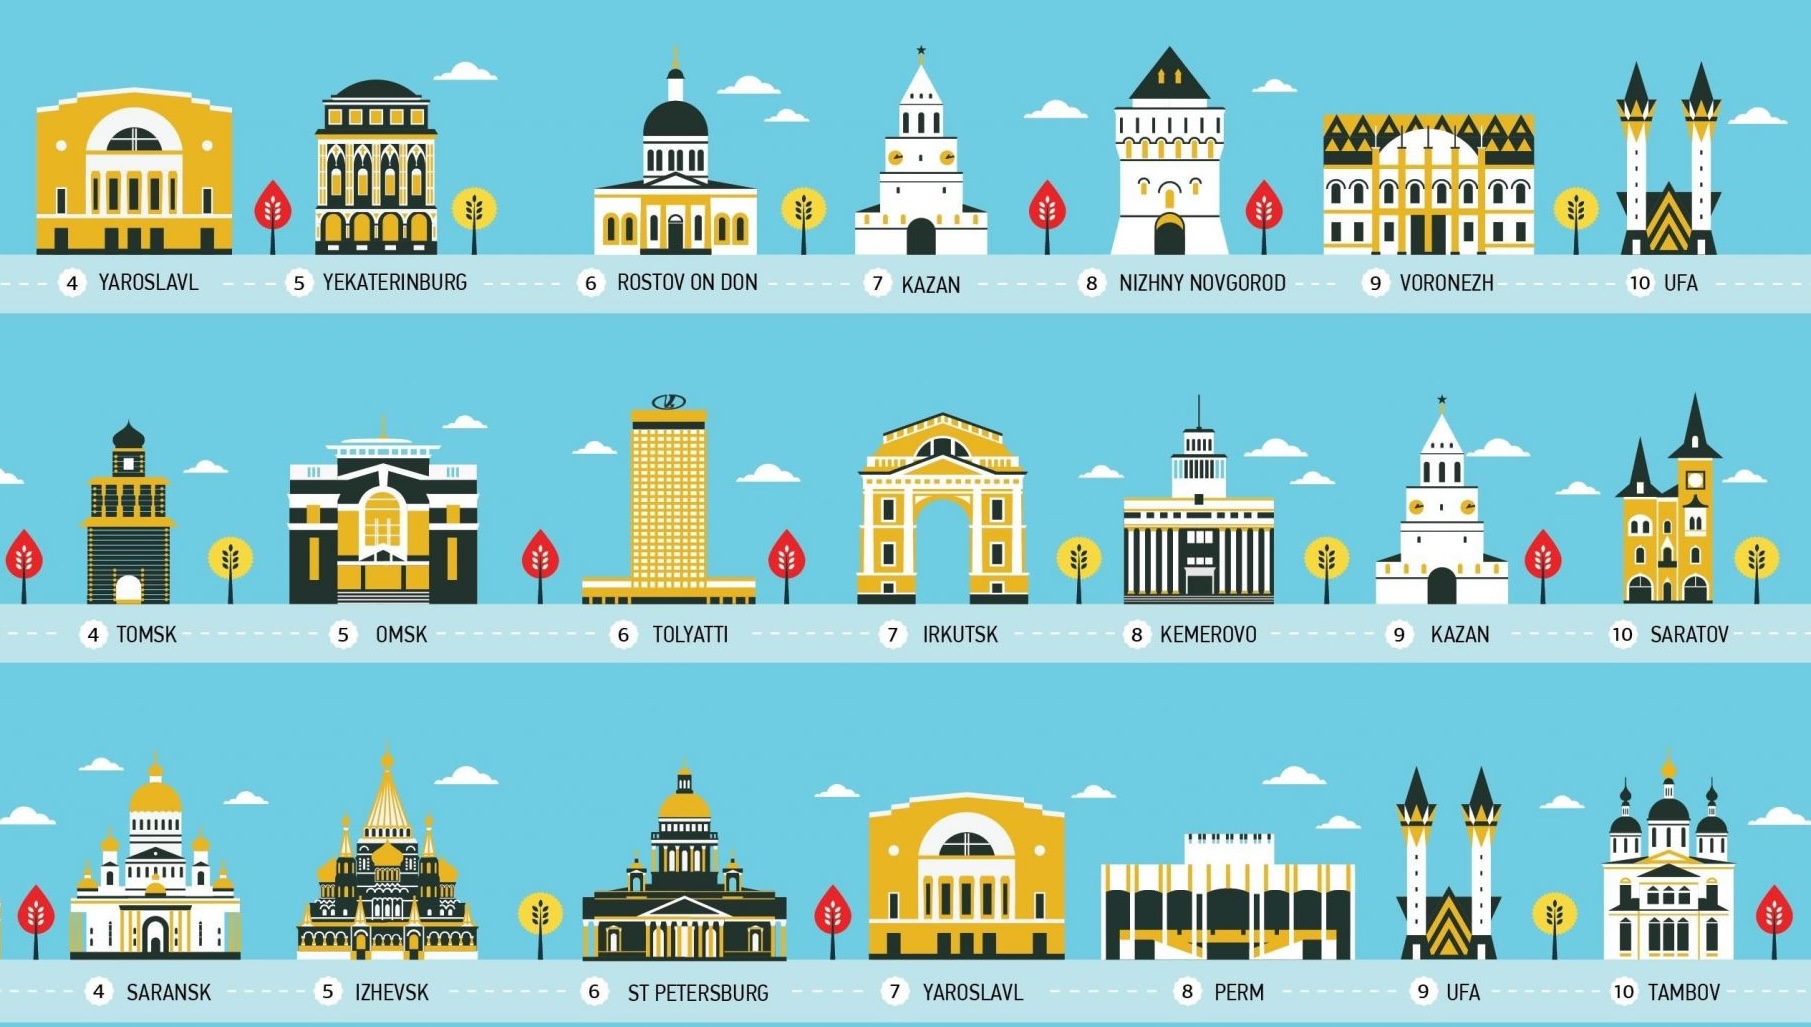 4 YAROSLAVL
5 YEKATERINBURG
6 ROSTOV ON DON
7 KAZAN
8 NIZHNY NOVGOROD
9 VORONEZH
10 UFA
4 TOMSK
5 OMSK
6 TOLYATTI
7 IRKUTSK
8 KEMEROVO
9 KAZAN
10 SARATOV
4 SARANSK
5 IZHEVSK
6 ST PETERSBURG
7 YAROSLAVL
8 PERM
9 UFA
10 TAMBOV